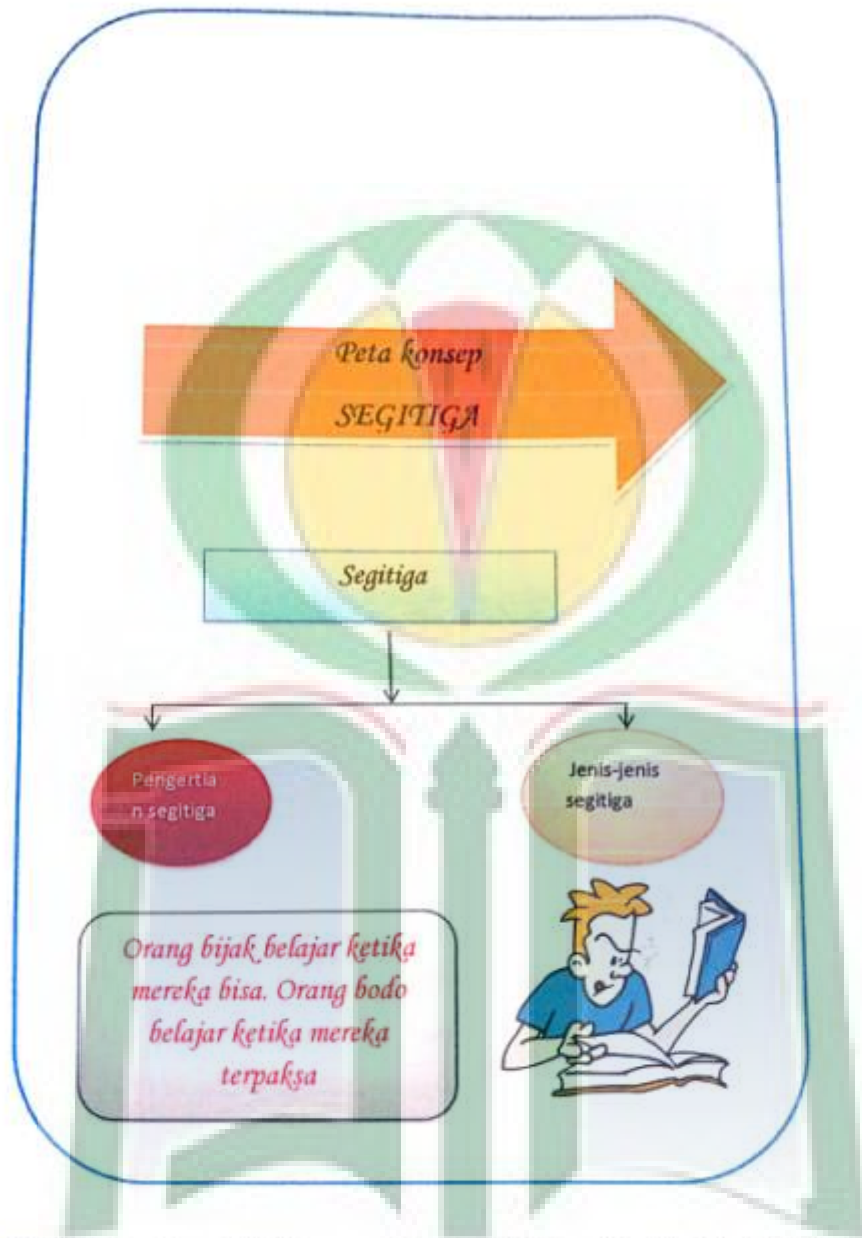 Peta konsep
SEGITIGA
Segitiga
Pengertia
n segitiga
Jenis-jenis
segitiga
Orang bijak belajar ketika
mereka bisa. Orang bodo
belajar ketika mereka
terpaksa